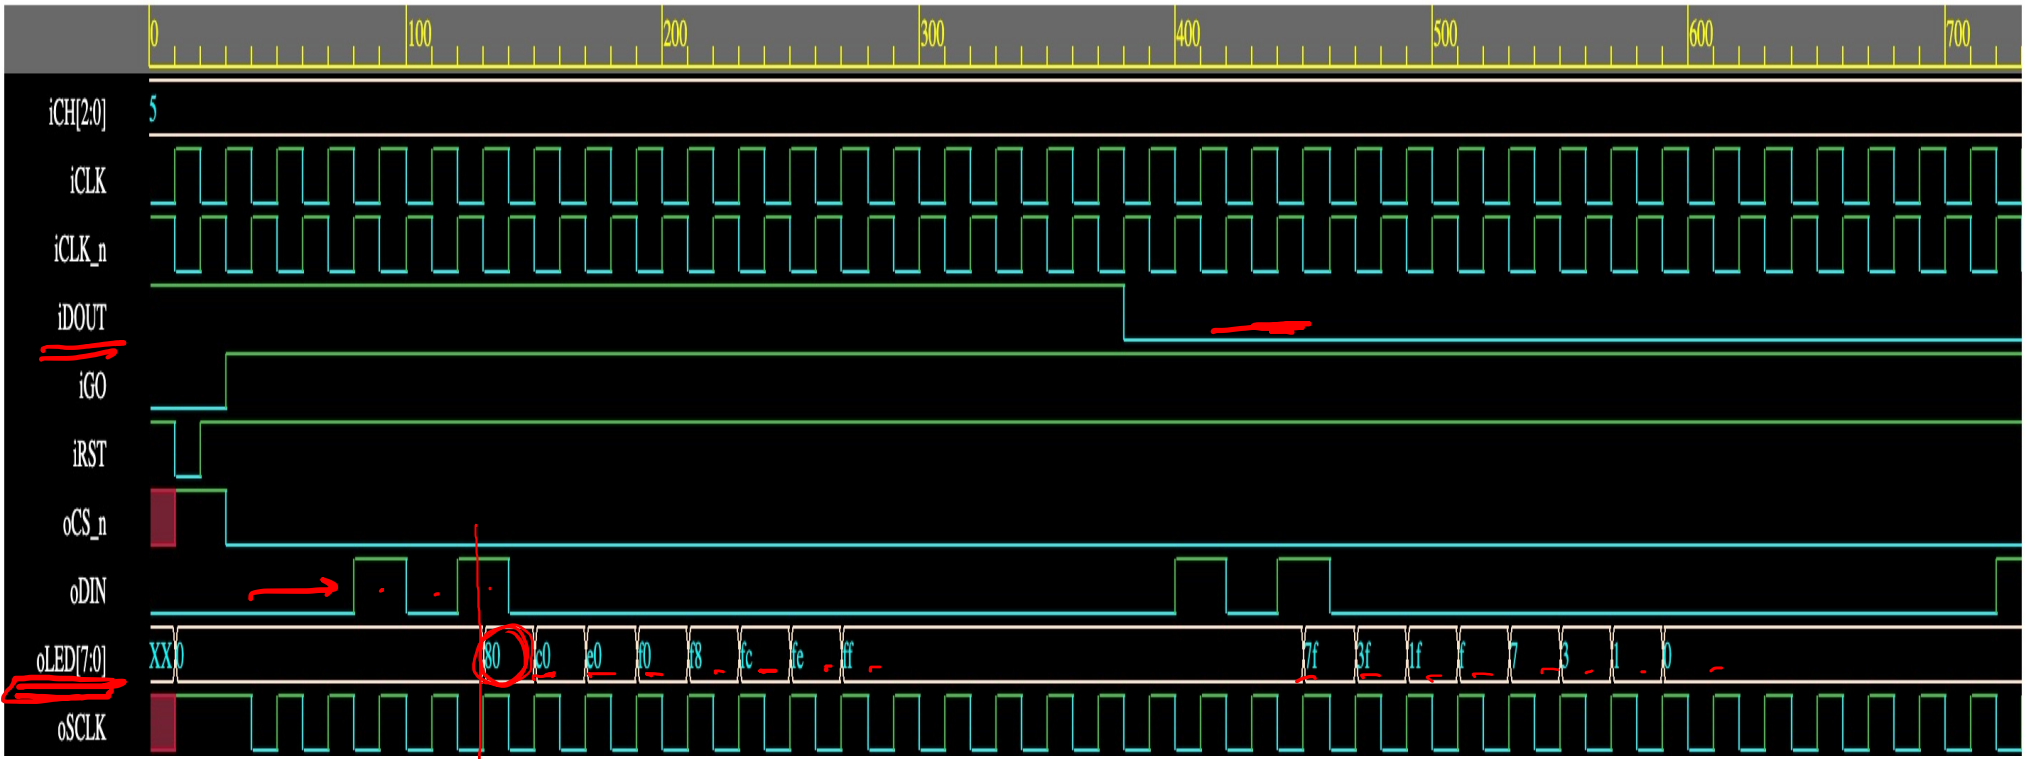 0 100 200 300 400 500 600 700
iCH[2:0] 5
iCLK
iCLK_n
iDOUT
iGO
iRST
oCS_n
oDIN
oLED[7:0] XX 0 80 c0 e0 f0 f8 fc fe ff 7f 3f 1f f 7 3 1 0
oSCLK